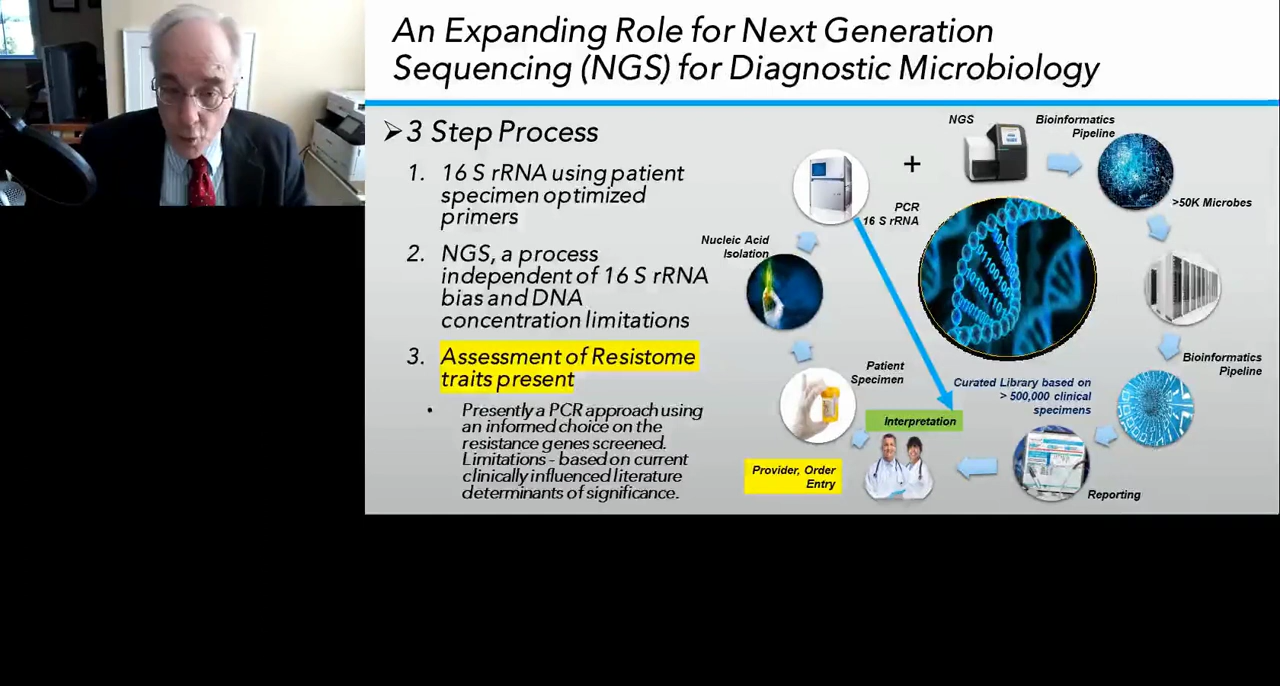 An Expanding Role for Next Generation
Sequencing (NGS) for Diagnostic Microbiology
➢3 Step Process
1. 16 S rRNA using patient
specimen optimized
primers
2. NGS, a process
independent of 16 S rRNA
bias and DNA
concentration limitations
3. Assessment of Resistome
traits present
• Presently a PCR approach using
an informed choice on the
resistance genes screened.
Limitations - based on current
clinically influenced literature
determinants of significance.
NGS
Bioinformatics
Pipeline
+
>50K Microbes
PCR
16 S rRNA
Nucleic Acid
Isolation
Bioinformatics
Pipeline
Patient
Specimen
Curated Library based on
> 500,000 clinical
specimens
Interpretation
Provider, Order
Entry
Reporting